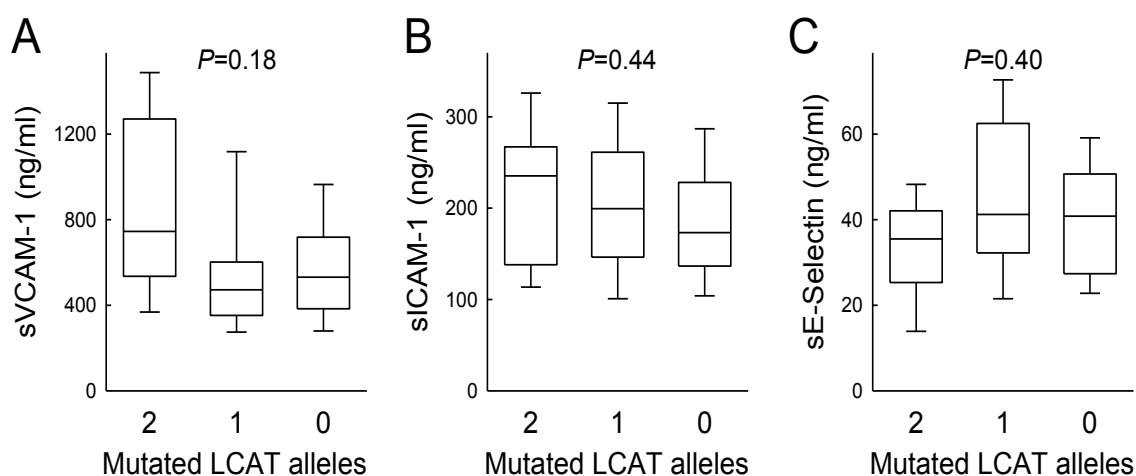 A
P=0.18
sVCAM-1 (ng/ml)
1200
800
400
0
2 1 0
Mutated LCAT alleles
B
P=0.44
sICAM-1 (ng/ml)
300
200
100
0
2 1 0
Mutated LCAT alleles
C
P=0.40
sE-Selectin (ng/ml)
60
40
20
0
2 1 0
Mutated LCAT alleles